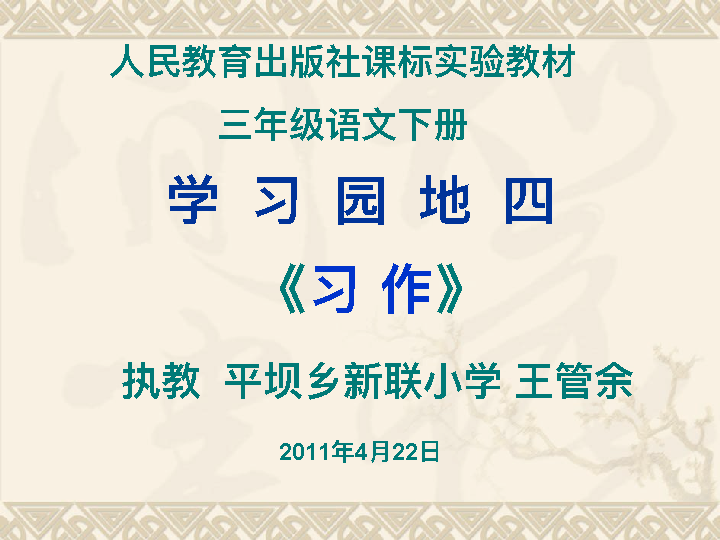 人民教育出版社课标实验教材
三年级语文下册
学 习 园 地 四
《习 作》
执教 平坝乡新联小学 王管余
2011年4月22日